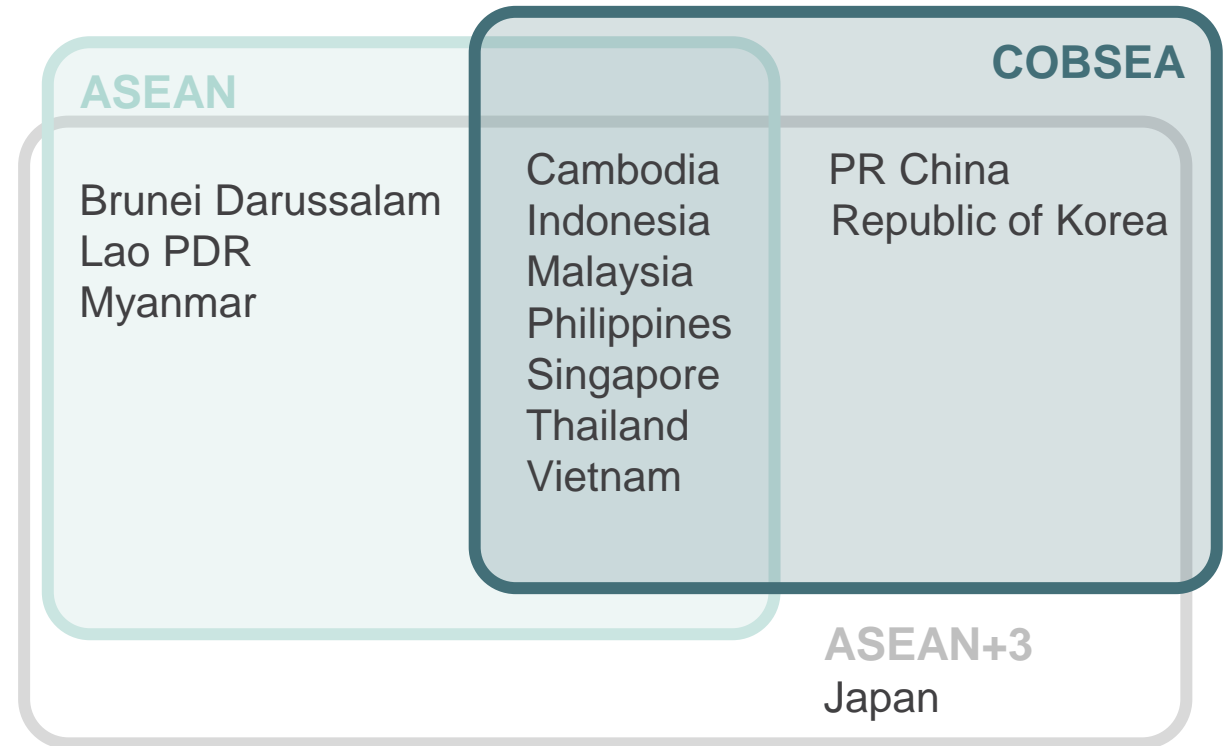 COBSEA
ASEAN
Brunei Darussalam
Lao PDR
Myanmar
Cambodia
Indonesia
Malaysia
Philippines
Singapore
Thailand
Vietnam
PR China
Republic of Korea
ASEAN+3
Japan